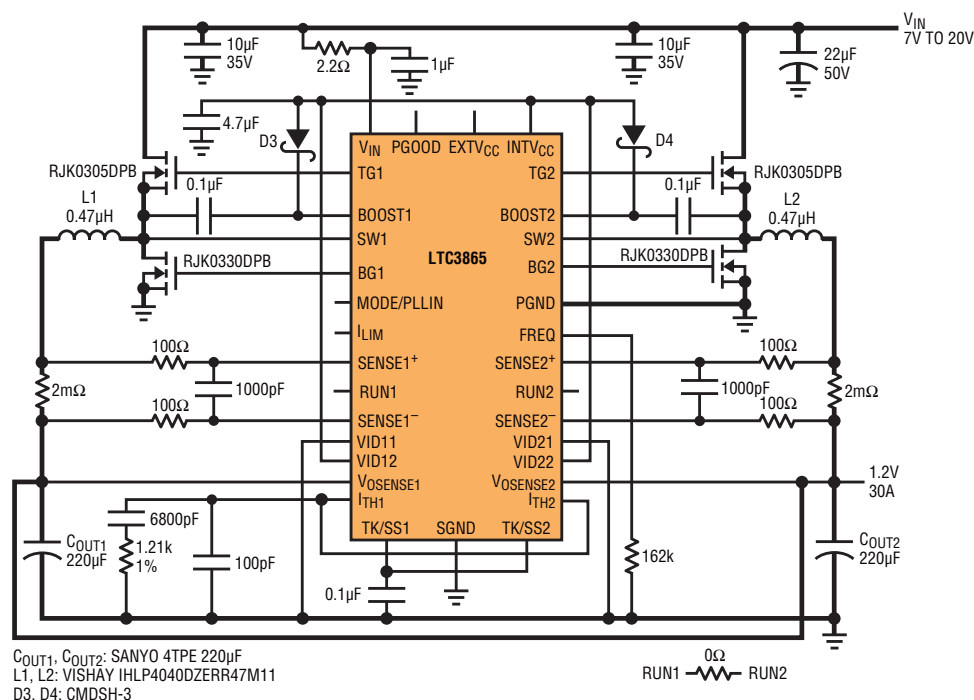 VIN
7V TO 20V
10µF
35V
2.2Ω
1µF
10µF
35V
22µF
50V
4.7µF
D3
D4
VIN PGOOD EXTVCC INTVCC
RJK0305DPB
TG1
TG2
RJK0305DPB
L1
0.47µH
0.1µF
0.1µF
L2
0.47µH
BOOST1
BOOST2
SW1
SW2
LTC3865
RJK0330DPB
BG1
BG2
RJK0330DPB
MODE/PLLIN
PGND
ILIM
FREQ
100Ω
SENSE1+
SENSE2+
100Ω
2mΩ
1000pF
RUN1
RUN2
1000pF
2mΩ
100Ω
SENSE1–
SENSE2–
100Ω
VID11
VID21
VID12
VID22
VOSENSE1
VOSENSE2
1.2V
30A
ITH1
ITH2
6800pF
TK/SS1 SGND TK/SS2
COUT1
220µF
1.21k
1%
100pF
162k
COUT2
220µF
0.1µF
COUT1, COUT2: SANYO 4TPE 220µF
L1, L2: VISHAY IHLP4040DZERR47M11
D3, D4: CMDSH-3
0Ω
RUN1 RUN2